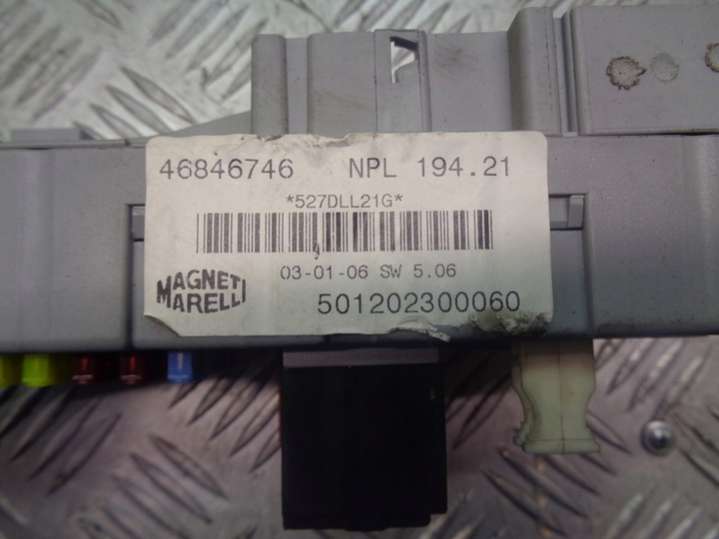 46846746 NPL 194.21
*527DLL21G*
03-01-06 SW 5.06
MAGNETI
MARELLI
501202300060